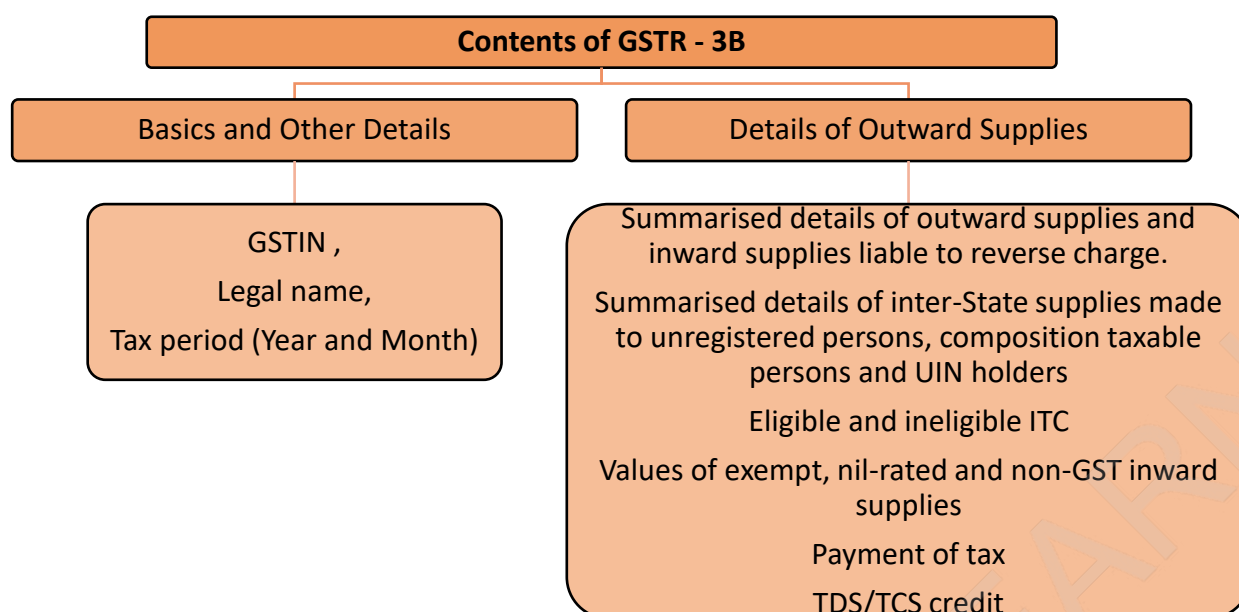 Contents of GSTR - 3B
Basics and Other Details
Details of Outward Supplies
GSTIN ,
Legal name,
Tax period (Year and Month)
Summarised details of outward supplies and
inward supplies liable to reverse charge.
Summarised details of inter-State supplies made
to unregistered persons, composition taxable
persons and UIN holders
Eligible and ineligible ITC
Values of exempt, nil-rated and non-GST inward
supplies
Payment of tax
TDS/TCS credit